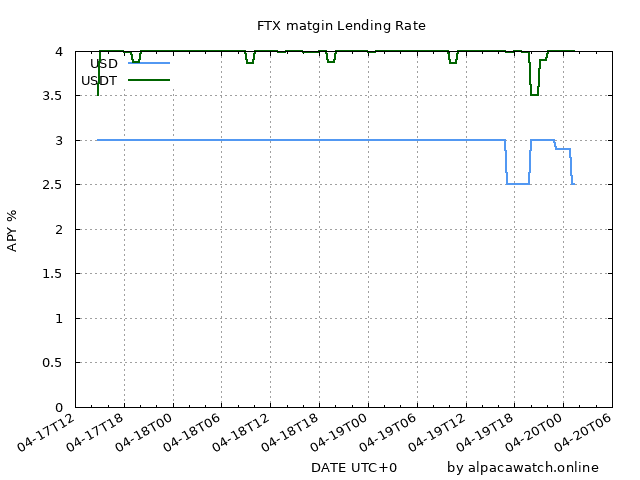 FTX matgin Lending Rate
4
USD
USDT
3.5
3
2.5
2
APY %
1.5
1
0.5
0
04-17T12 04-17T18 04-18T00 04-18T06 04-18T12 04-18T18 04-19T00 04-19T06 04-19T12 04-19T18 04-20T00 04-20T06
DATE UTC+0 by alpacawatch.online